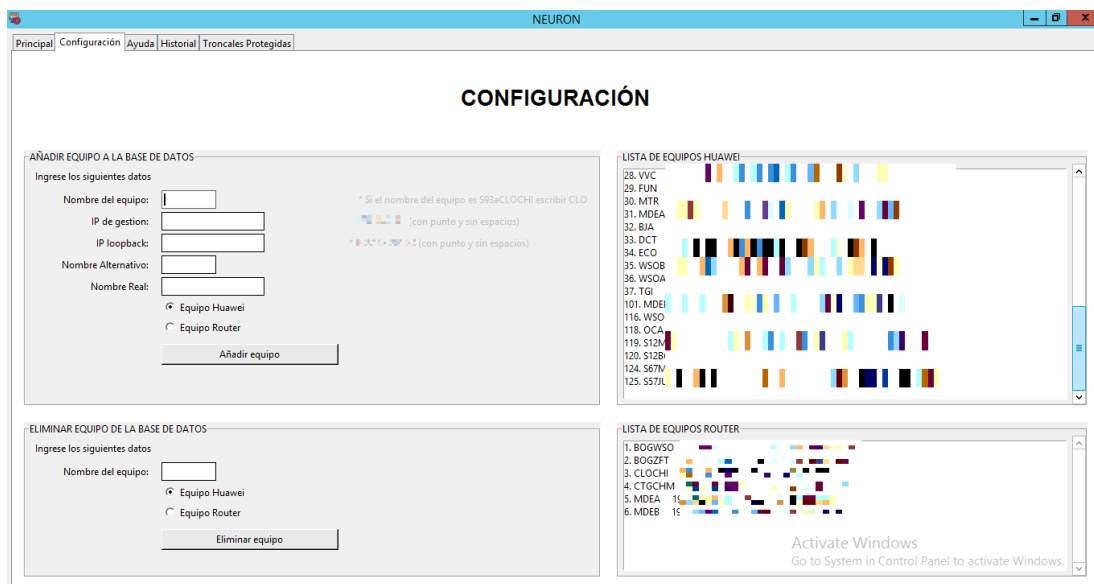 NEURON
Principal Configuración Ayuda Historial Troncales Protegidas
CONFIGURACIÓN
AÑADIR EQUIPO A LA BASE DE DATOS
Ingrese los siguientes datos
Nombre del equipo:
* Si el nombre del equipo es S93aCLOCHI escribir CLO
IP de gestion:
(con punto y sin espacios)
IP loopback:
(con punto y sin espacios)
Nombre Alternativo:
Nombre Real:
Equipo Huawei
Equipo Router
Añadir equipo
LISTA DE EQUIPOS HUAWEI
28. VVC
29. FUN
30. MTR
31. MDEA
32. BJA
33. DCT
34. ECO
35. WSOB
36. WSOA
37. TGI
101.
116. WSO
118. OCA
119.
120.
124.
125.
ELIMINAR EQUIPO DE LA BASE DE DATOS
Ingrese los siguientes datos
Nombre del equipo:
Equipo Huawei
Equipo Router
Eliminar equipo
LISTA DE EQUIPOS ROUTER
1. BOGWSO
2. BOGZFT
3. CLOCHI
4. CTGCHM
5. MDEA
6. MDEB
Activate Windows
Go to System in Control Panel to activate Windows.